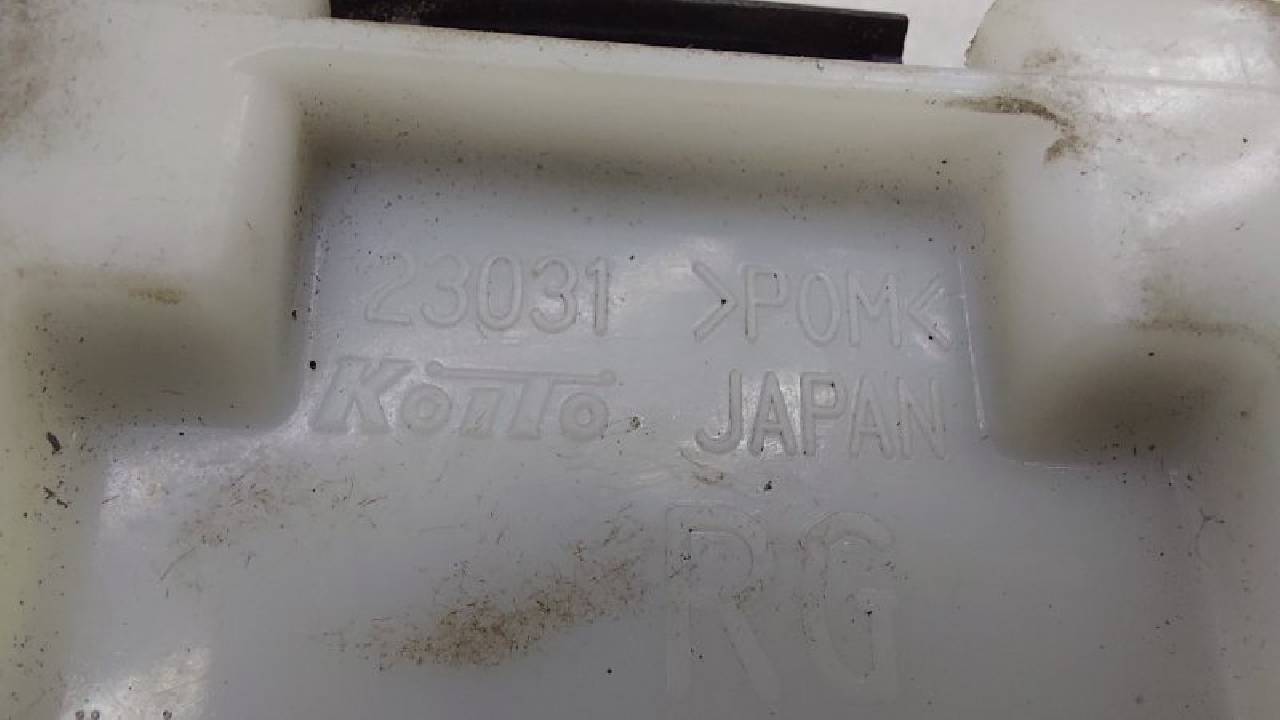 23031 >POM<
KoiTo JAPAN
RG